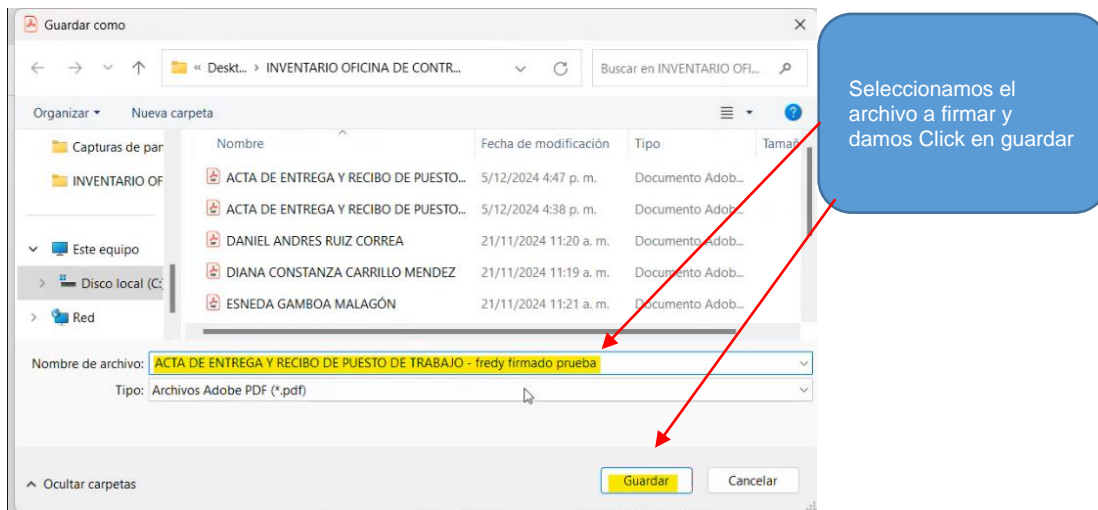 Guardar como
« Deskt... > INVENTARIO OFICINA DE CONTR...
Buscar en INVENTARIO OFI...
Organizar
Nueva carpeta
?
Capturas de par
INVENTARIO OF
Este equipo
Disco local (C:
Red
Nombre Fecha de modificación Tipo Tamañ
ACTA DE ENTREGA Y RECIBO DE PUESTO... 5/12/2024 4:47 p. m. Documento Adob...
ACTA DE ENTREGA Y RECIBO DE PUESTO... 5/12/2024 4:38 p. m. Documento Adob...
DANIEL ANDRES RUIZ CORREA 21/11/2024 11:20 a. m. Documento Adob...
DIANA CONSTANZA CARRILLO MENDEZ 21/11/2024 11:19 a. m. Documento Adob...
ESNEDA GAMBOA MALAGÓN 21/11/2024 11:21 a. m. Documento Adob...
Nombre de archivo: ACTA DE ENTREGA Y RECIBO DE PUESTO DE TRABAJO - fredy firmado prueba
Tipo: Archivos Adobe PDF (*.pdf)
Ocultar carpetas
Guardar
Cancelar
Seleccionamos el
archivo a firmar y
damos Click en guardar